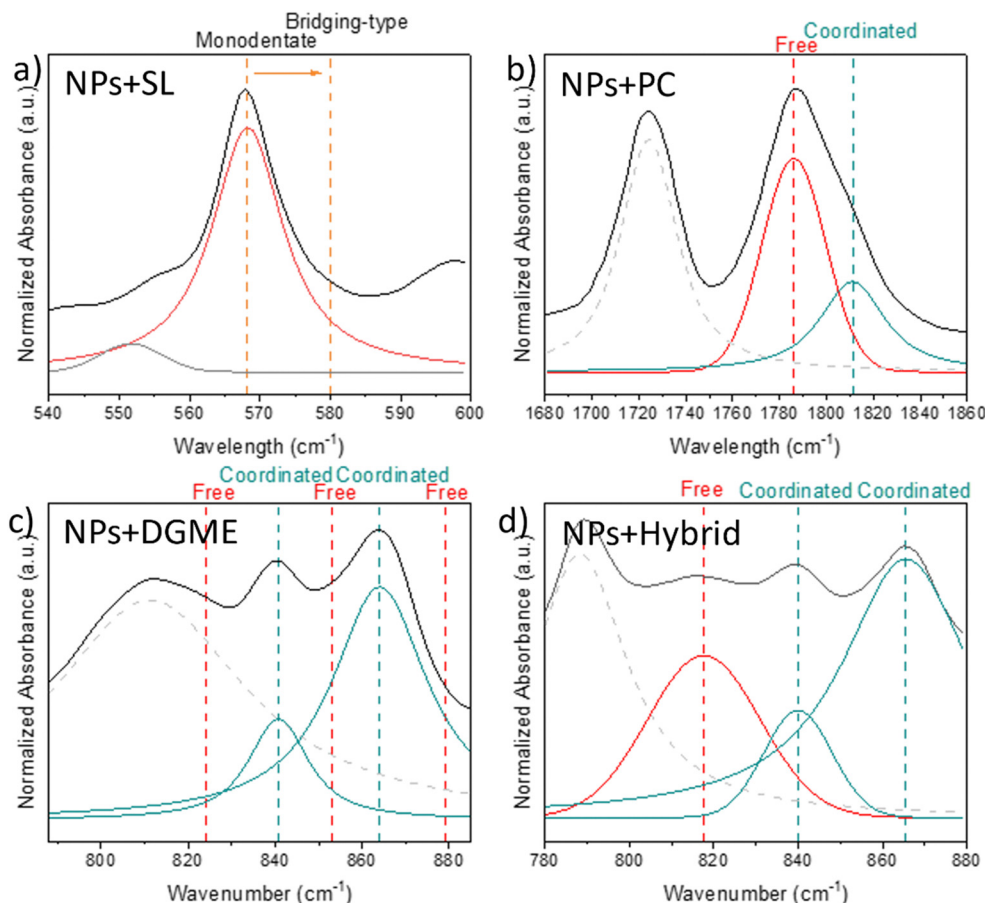 Bridging-type
Monodentate
a) NPs+SL
Normalized Absorbance (a.u.)
540 550 560 570 580 590 600
Wavelength (cm-1)
Coordinated
Free
b) NPs+PC
Normalized Absorbance (a.u.)
1680 1700 1720 1740 1760 1780 1800 1820 1840 1860
Wavelength (cm-1)
Coordinated Coordinated
Free Free Free
c) NPs+DGME
Normalized Absorbance (a.u.)
800 820 840 860 880
Wavenumber (cm-1)
Free Coordinated Coordinated
d) NPs+Hybrid
Normalized Absorbance (a.u.)
780 800 820 840 860 880
Wavenumber (cm-1)